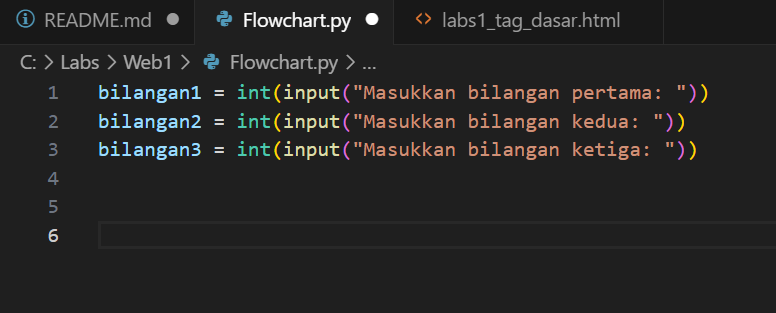 README.md Flowchart.py labs1_tag_dasar.html
C: > Labs > Web1 > Flowchart.py > ...
1 bilangan1 = int(input("Masukkan bilangan pertama: "))
2 bilangan2 = int(input("Masukkan bilangan kedua: "))
3 bilangan3 = int(input("Masukkan bilangan ketiga: "))
4
5
6